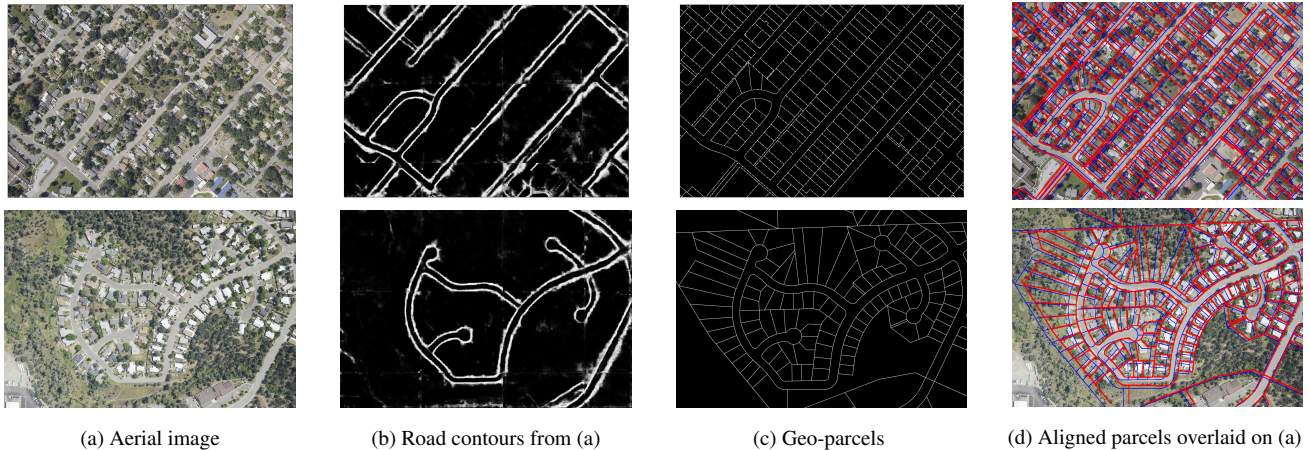 (a) Aerial image
(b) Road contours from (a)
(c) Geo-parcels
(d) Aligned parcels overlaid on (a)